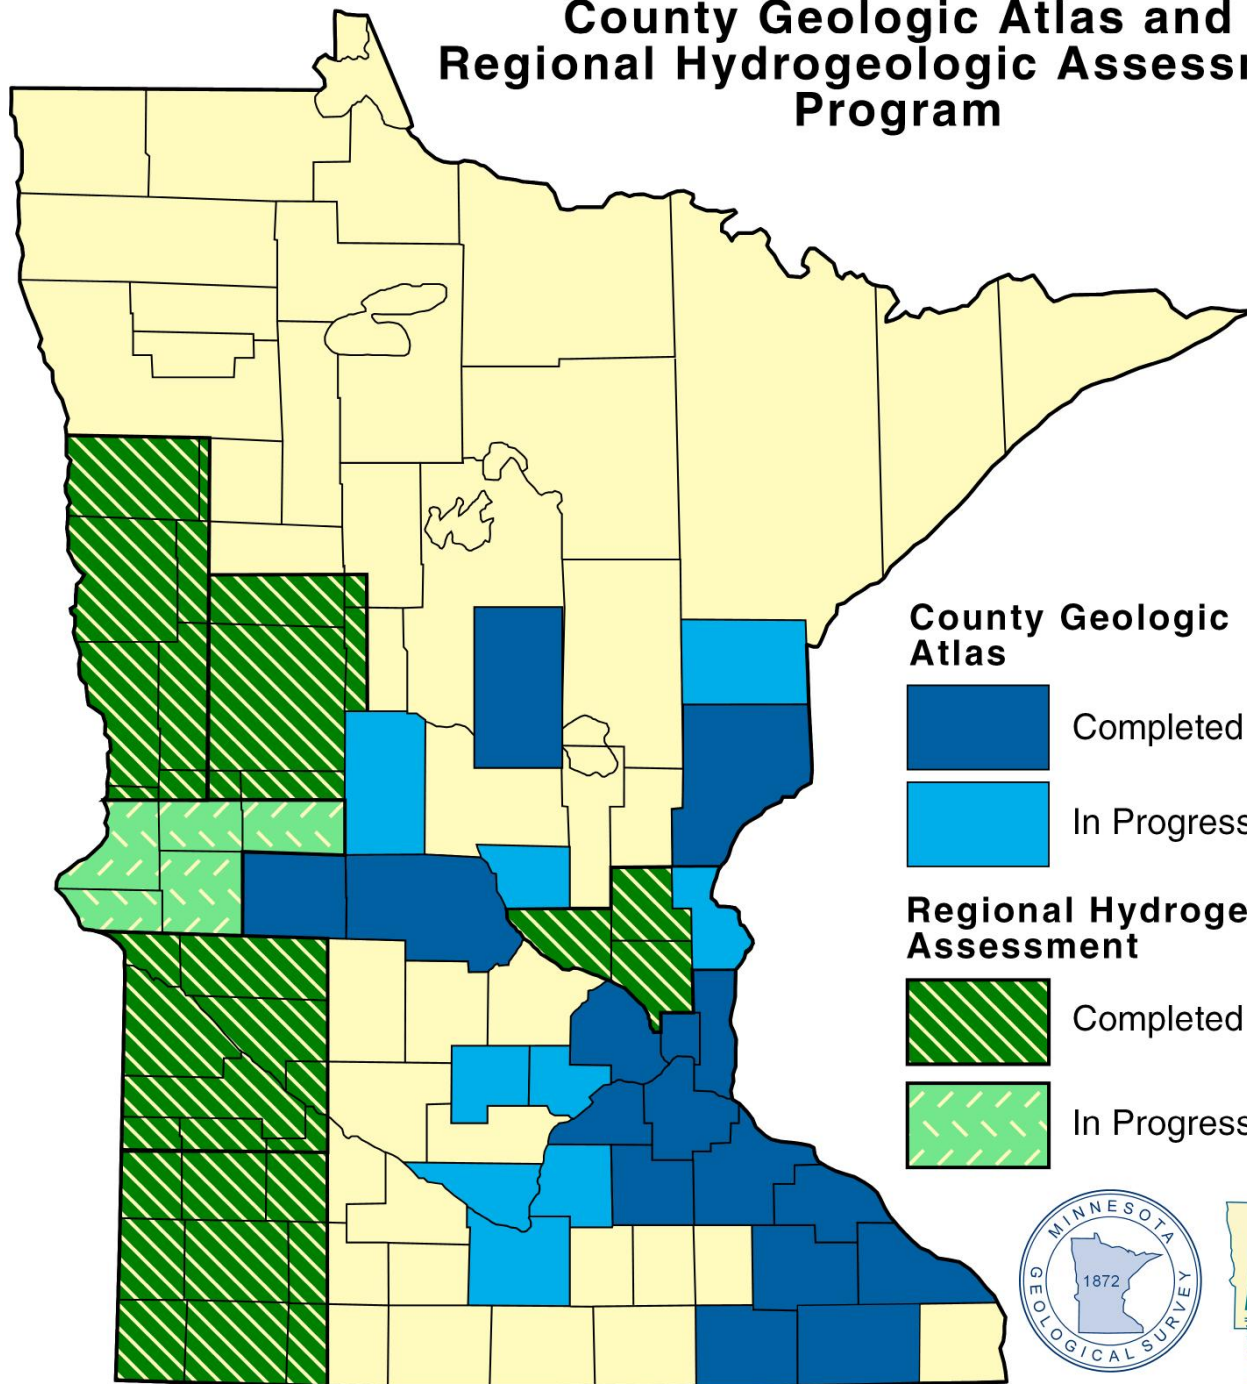 County Geologic Atlas and
Regional Hydrogeologic Assess
Program
County Geologic
Atlas
Completed
In Progress
Regional Hydroge
Assessment
Completed
In Progress
MINNESOTA
1872
GEOLOGICAL SURVEY